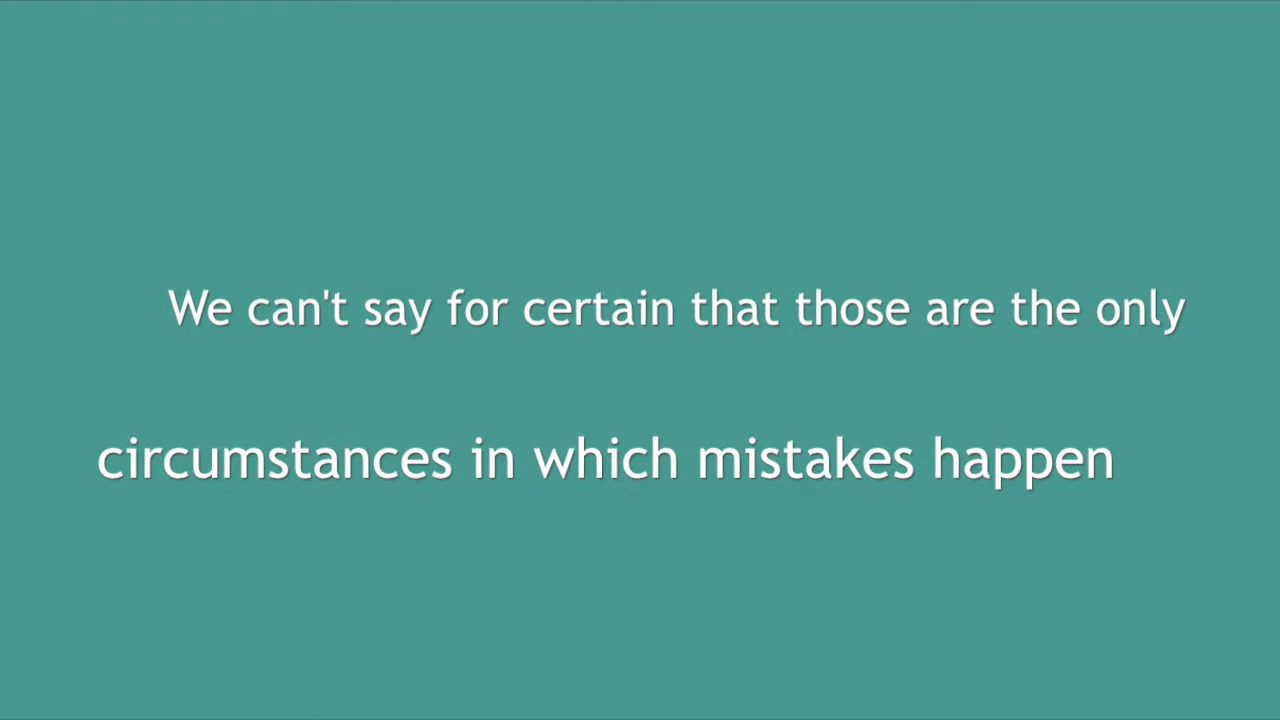 We can't say for certain that those are the only
circumstances in which mistakes happen